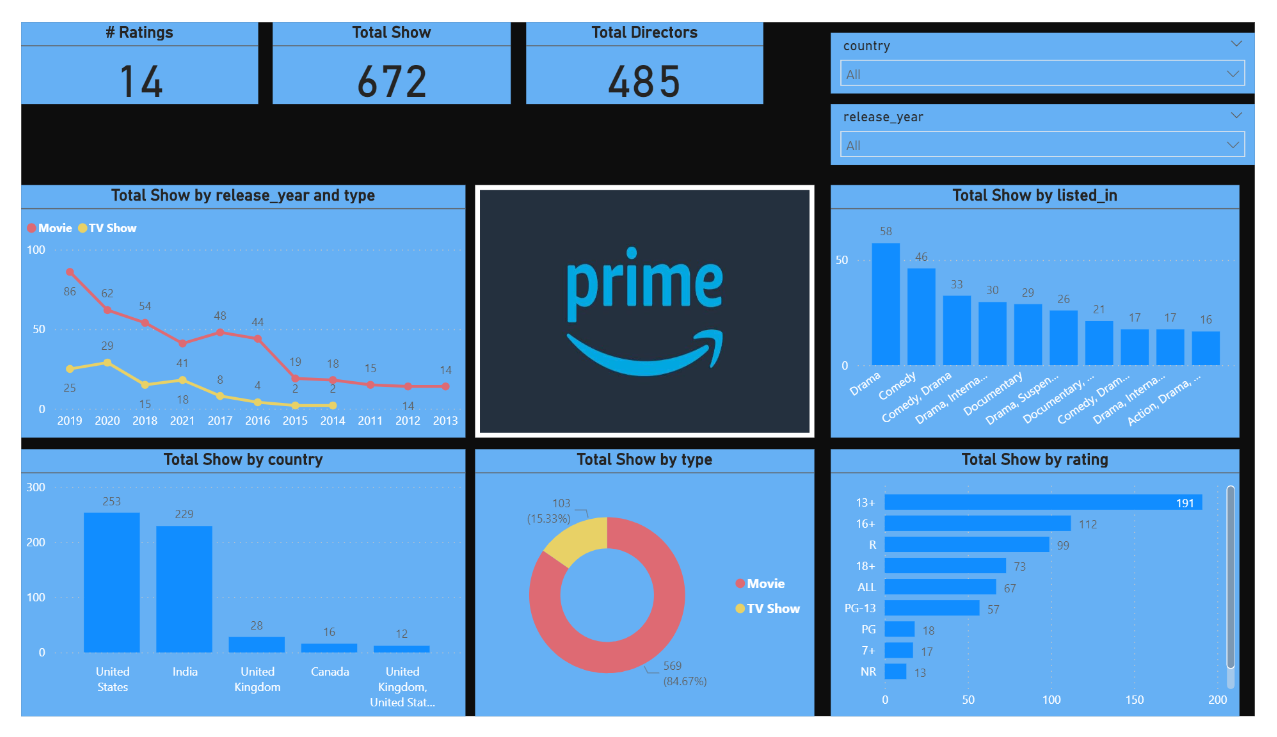 # Ratings
14
Total Show
672
Total Directors
485
country
All
release_year
All
Total Show by release_year and type
Movie TV Show
100
50
0
86
62
54
41
48
44
19
18
15
14
14
25
29
15
18
8
4
2
2
2019 2020 2018 2021 2017 2016 2015 2014 2011 2012 2013
prime
Total Show by listed_in
50
0
58
46
33
30
29
26
21
17
17
16
Drama
Comedy
Comedy, Drama
Drama, Interna...
Documentary
Drama, Suspen...
Documentary, ...
Comedy, Dram...
Drama, Interna...
Action, Drama, ...
Total Show by country
300
200
100
0
253
229
28
16
12
United
States
India
United
Kingdom
Canada
United
Kingdom,
United Stat...
Total Show by type
103
(15.33%)
569
(84.67%)
Movie
TV Show
Total Show by rating
13+ 191
16+ 112
R 99
18+ 73
ALL 67
PG-13 57
PG 18
7+ 17
NR 13
0 50 100 150 200